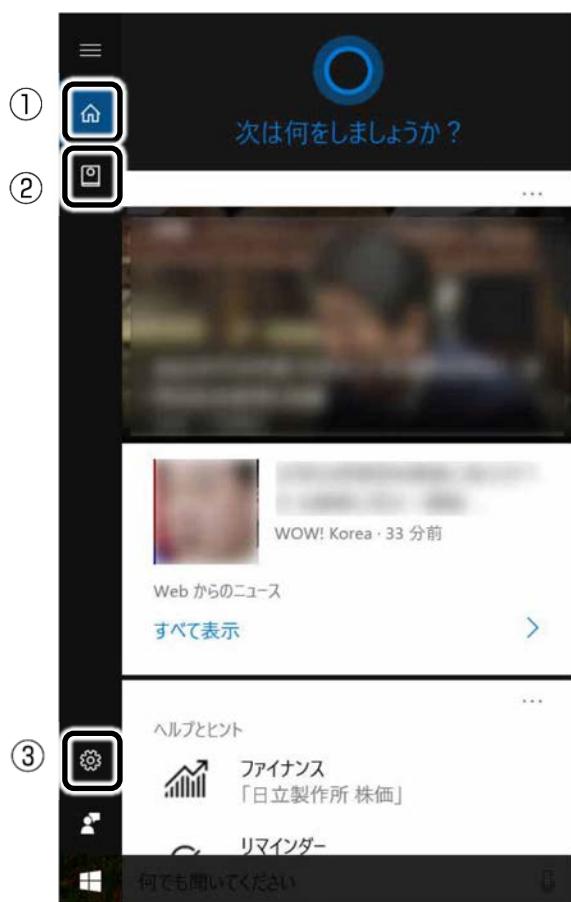 ①
次は何をしましょうか？
②
WOW! Korea · 33 分前
Web からのニュース
すべて表示
ヘルプとヒント
③
ファイナンス
「日立製作所 株価」
リマインダー
何でも聞いてください